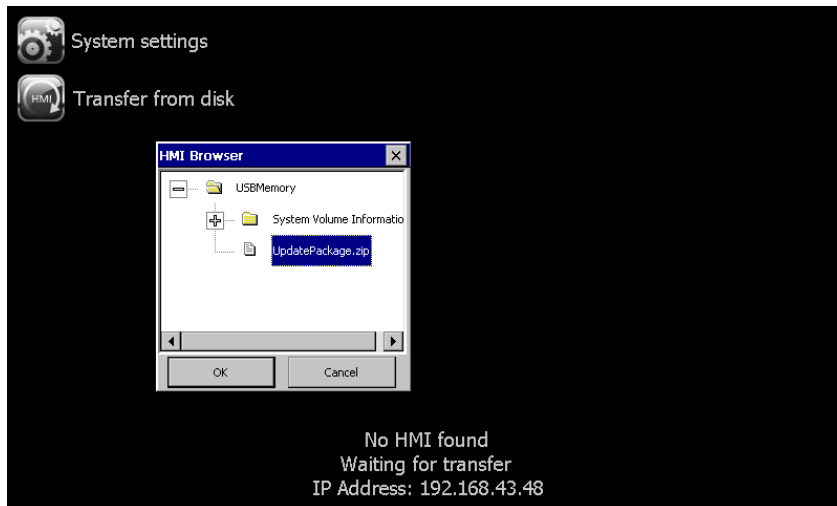 System settings
HMI
Transfer from disk
HMI Browser
USBMemory
System Volume Informatio
UpdatePackage.zip
OK
Cancel
No HMI found
Waiting for transfer
IP Address: 192.168.43.48